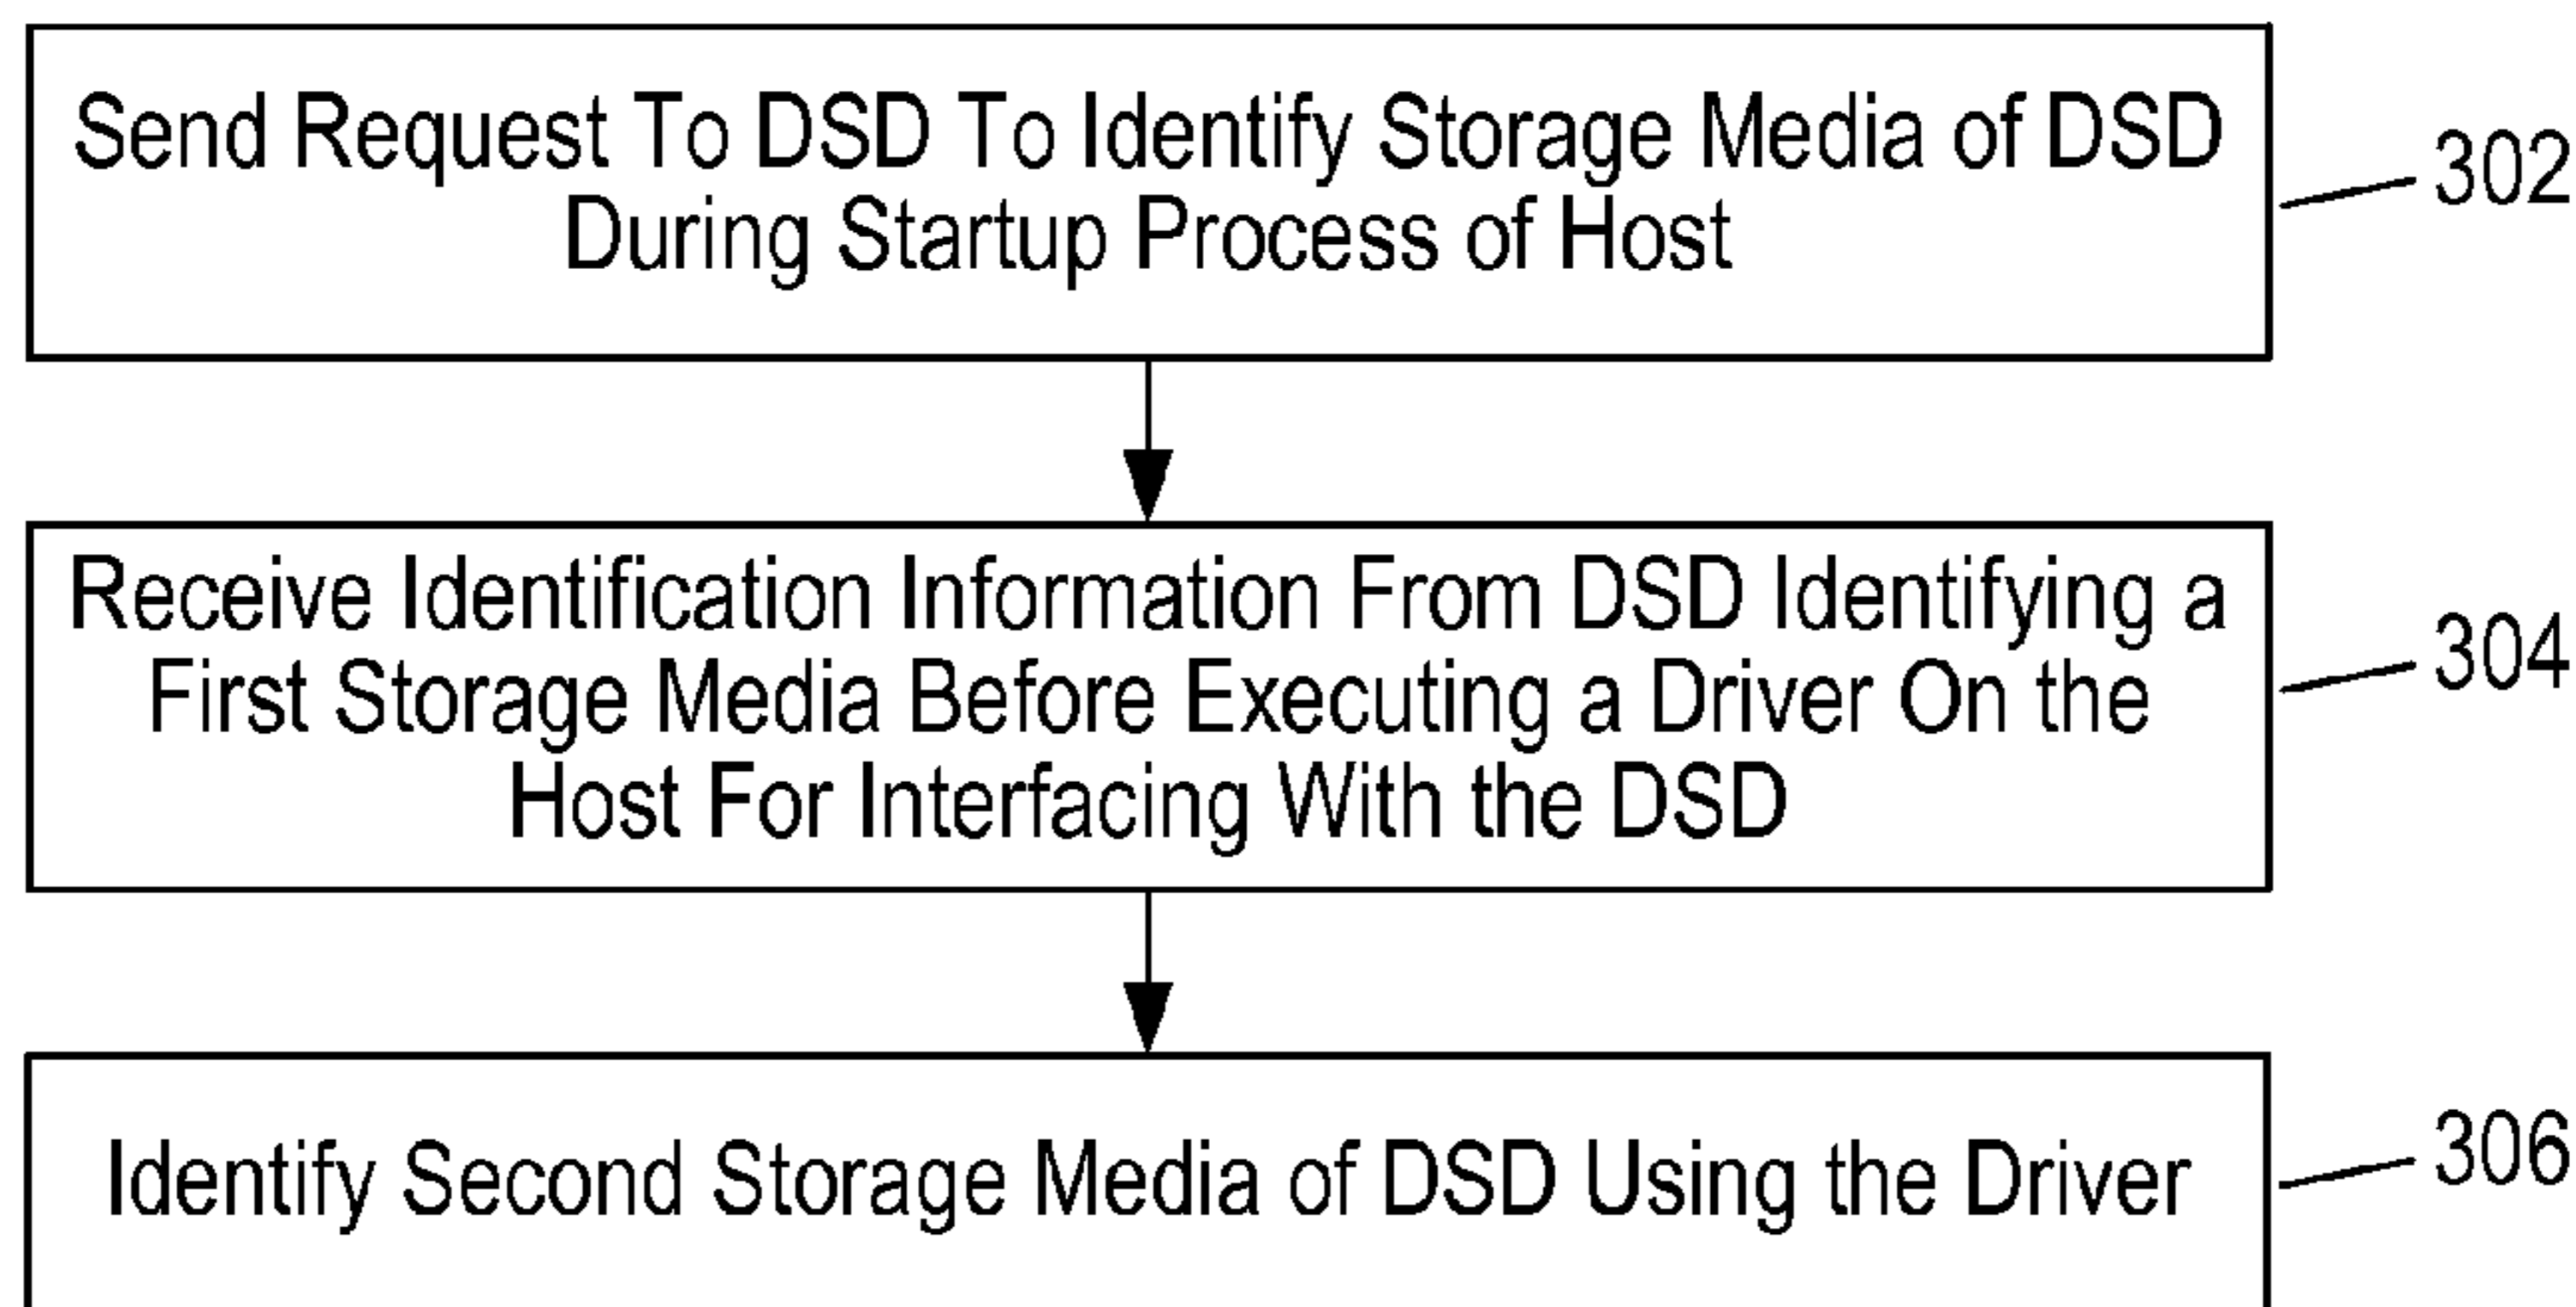 Send Request To DSD To Identify Storage Media of DSD
During Startup Process of Host
302
Receive Identification Information From DSD Identifying a
First Storage Media Before Executing a Driver On the
Host For Interfacing With the DSD
304
Identify Second Storage Media of DSD Using the Driver
306